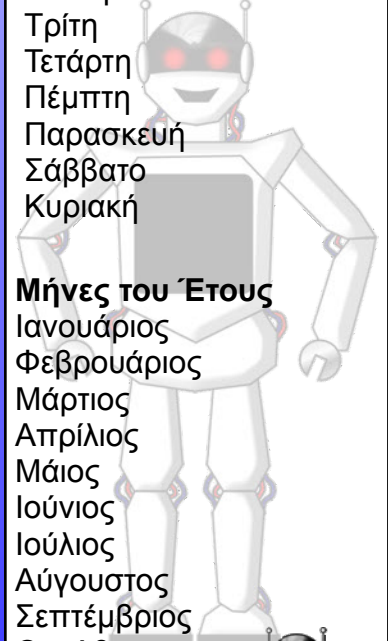 Τρίτη
Τετάρτη
Πέμπτη
Παρασκευή
Σάββατο
Κυριακή
Μήνες του Έτους
Ιανουάριος
Φεβρουάριος
Μάρτιος
Απρίλιος
Μάιος
Ιούνιος
Ιούλιος
Αύγουστος
Σεπτέμβριος